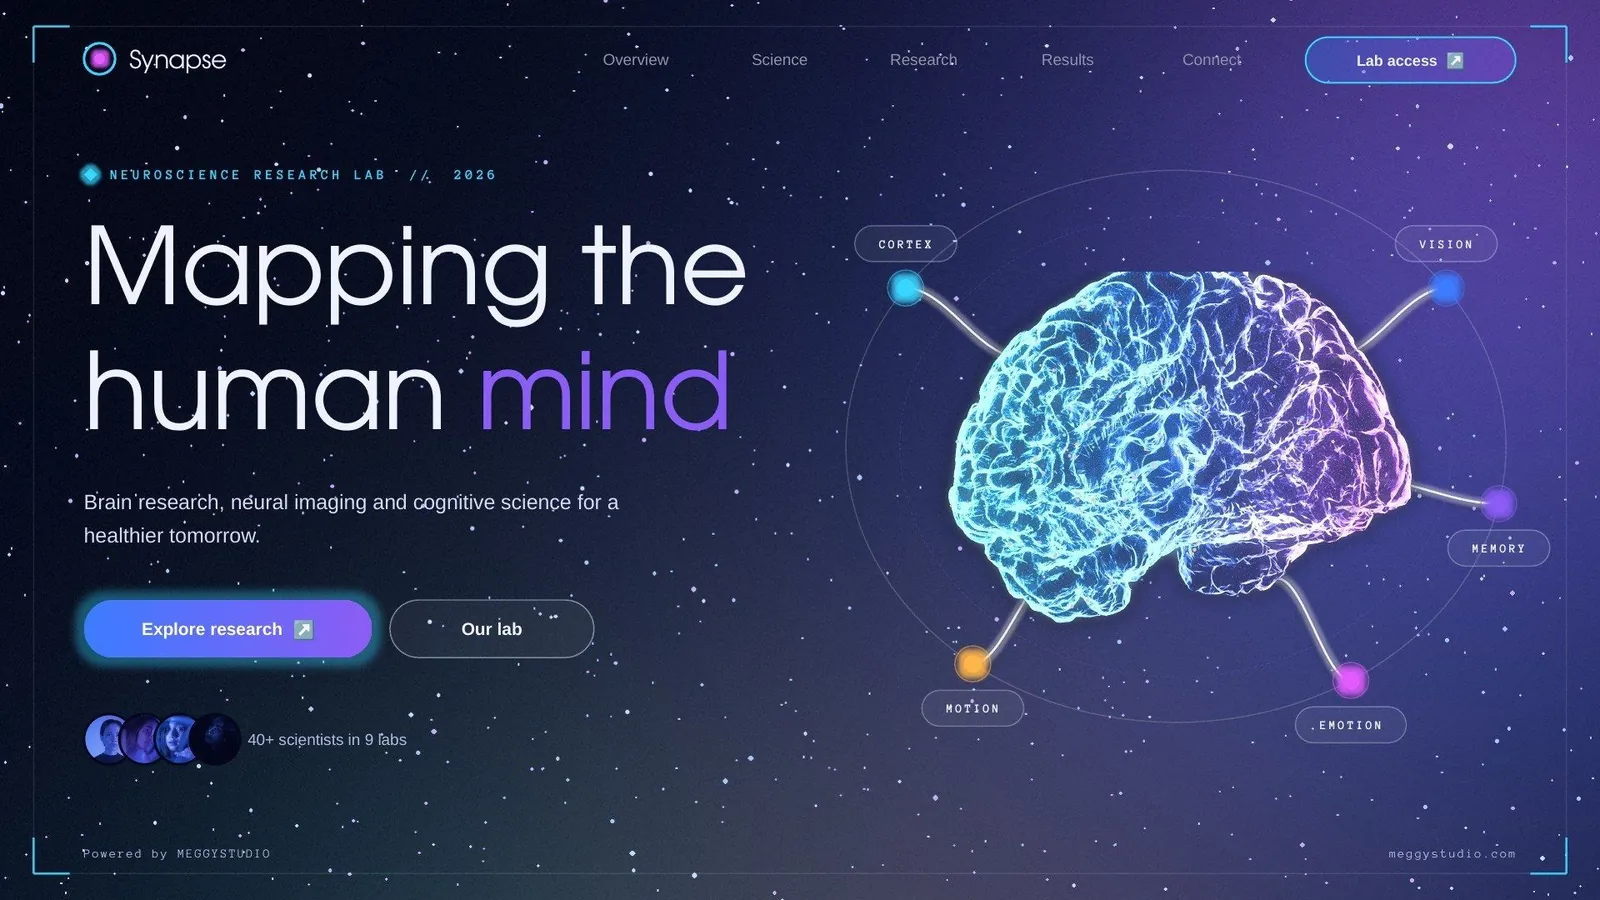 Synapse
Overview
Science
Research
Results
Connect
Lab access ↗
NEUROSCIENCE RESEARCH LAB // 2026
Mapping the
human mind
Brain research, neural imaging and cognitive science for a
healthier tomorrow.
Explore research ↗
Our lab
40+ scientists in 9 labs
CORTEX
VISION
MEMORY
MOTION
EMOTION
Powered by MEGGYSTUDIO
meggystudio.com